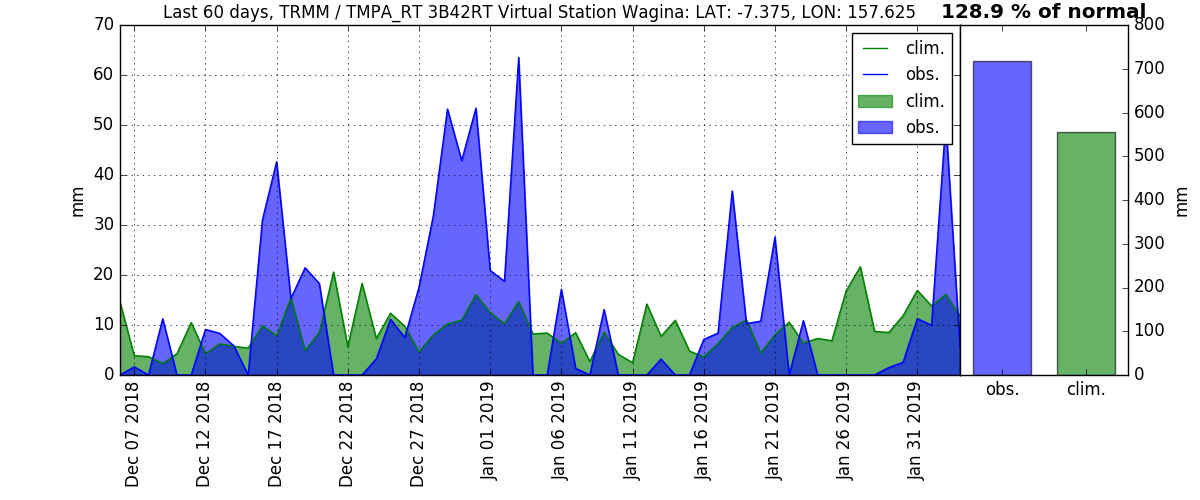 Last 60 days, TRMM / TMPA_RT 3B42RT Virtual Station Wagina: LAT: -7.375, LON: 157.625
128.9 % of normal
70
60
50
40
30
20
10
0
mm
clim.
obs.
clim.
obs.
800
700
600
500
400
300
200
100
0
mm
obs.
clim.
Dec 07 2018
Dec 12 2018
Dec 17 2018
Dec 22 2018
Dec 27 2018
Jan 01 2019
Jan 06 2019
Jan 11 2019
Jan 16 2019
Jan 21 2019
Jan 26 2019
Jan 31 2019